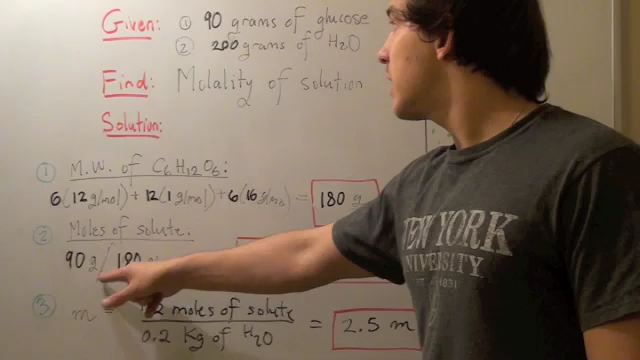 Given: ① 90 grams of glucose
② 200 grams of H₂O
Find: Molality of solution
Solution:
① M.W. of C₆H₁₂O₆:
6(12 g/mol) + 12(1 g/mol) + 6(16 g/mol) = 180 g
② Moles of solute:
90 g / 180
③ m = moles of solute
0.2 Kg of H₂O
= 2.5 m
NEW YORK
UNIVERSITY
1831